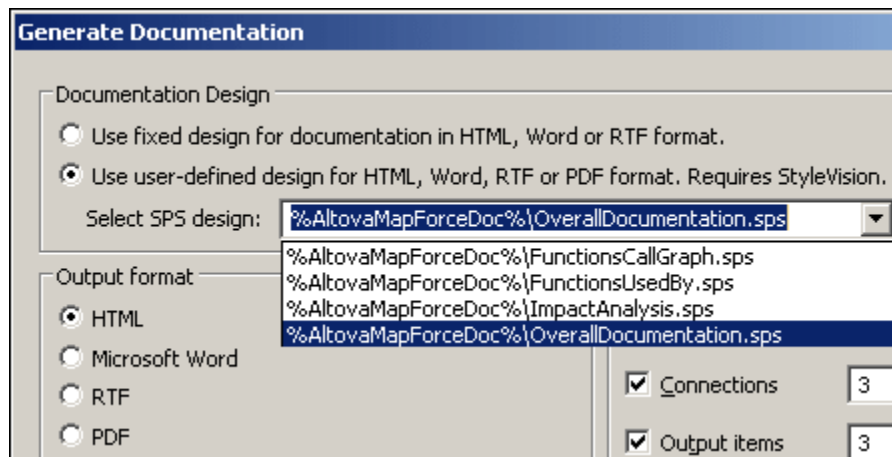 Generate Documentation
Documentation Design
Use fixed design for documentation in HTML, Word or RTF format.
Use user-defined design for HTML, Word, RTF or PDF format. Requires StyleVision.
Select SPS design: %AltovaMapForceDoc%\OverallDocumentation.sps
%AltovaMapForceDoc%\FunctionsCallGraph.sps
%AltovaMapForceDoc%\FunctionsUsedBy.sps
%AltovaMapForceDoc%\ImpactAnalysis.sps
%AltovaMapForceDoc%\OverallDocumentation.sps
Output format
HTML
Microsoft Word
RTF
PDF
Connections 3
Output items 3